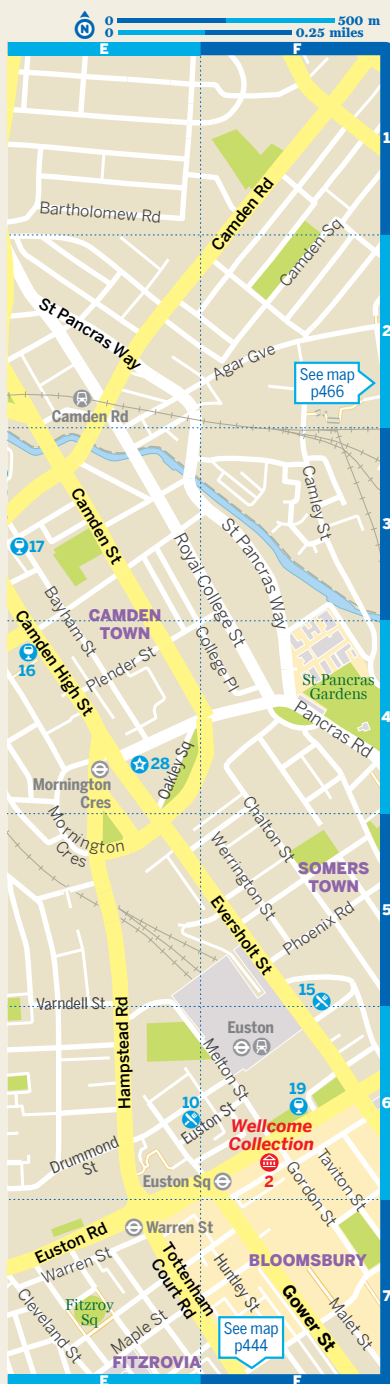 N
0
500 m
0
0.25 miles
E
F
1
Bartholomew Rd
Camden Rd
Camden Sq
2
St Pancras Way
Agar Gve
See map
p466
Camden Rd
3
Camden St
Camley St
17
Royal College St
St Pancras Way
Bayham St
CAMDEN
TOWN
Camden High St
16
Plender St
College Pl
St Pancras
Gardens
4
Pancras Rd
28
Oakley Sq
Mornington
Cres
Mornington
Cres
Chalton St
Werrington St
SOMERS
TOWN
5
Eversholt St
Phoenix Rd
15
Varndell St
Hampstead Rd
Euston
Melton St
10
19
6
Euston St
Wellcome
Collection
2
Drummond
St
Euston Sq
Gordon St
Taviton St
Warren St
Euston Rd
Warren St
Tottenham
Court Rd
Huntley St
BLOOMSBURY
7
Gower St
Malet St
Fitzroy
Sq
Cleveland St
Maple St
See map
p444
FITZROVIA
E
F